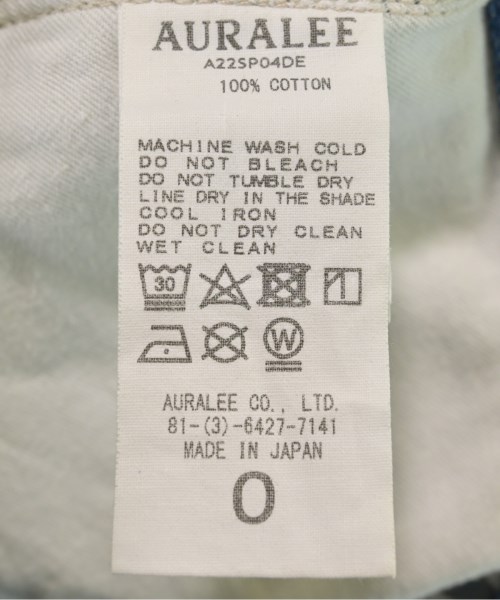 AURALEE
A22SP04DE
100% COTTON
MACHINE WASH COLD
DO NOT BLEACH
DO NOT TUMBLE DRY
LINE DRY IN THE SHADE
COOL IRON
DO NOT DRY CLEAN
WET CLEAN
30
W
AURALEE CO., LTD.
81-(3)-6427-7141
MADE IN JAPAN
0